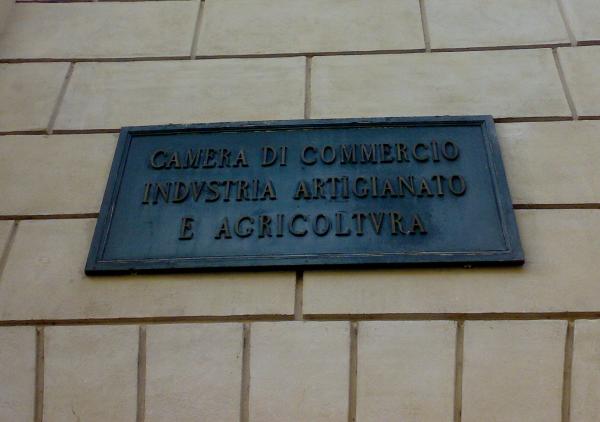 CAMERA DI COMMERCIO
INDVSTRIA ARTIGIANATO
E AGRICOLTVRA